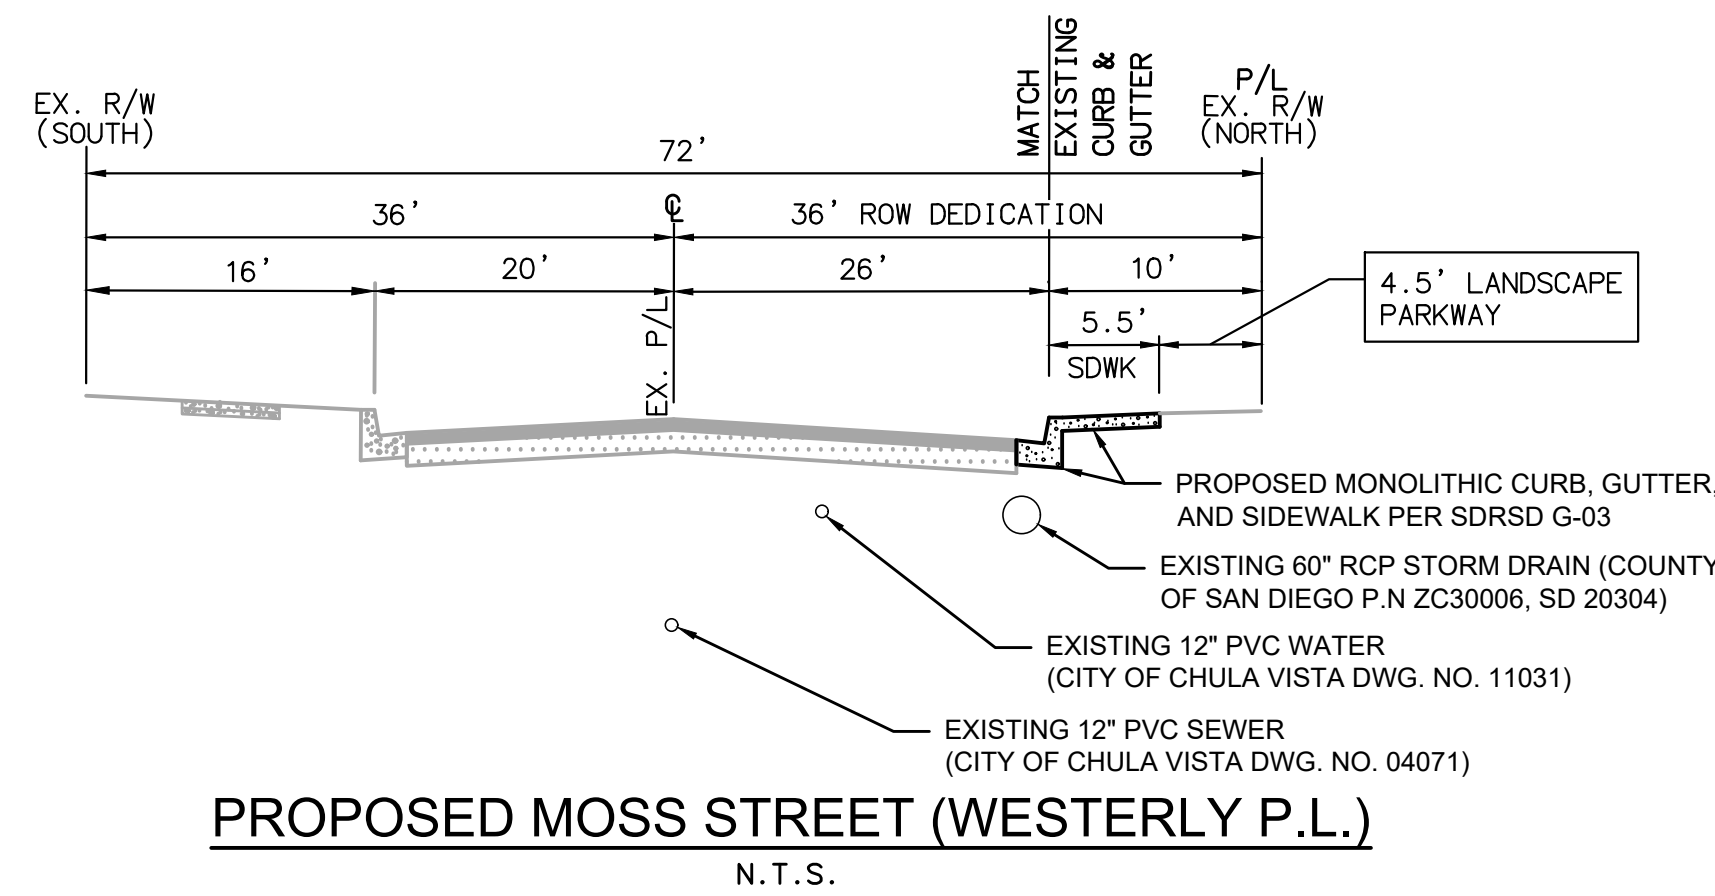 EX. R/W
(SOUTH)
MATCH
EXISTING
CURB &
GUTTER
P/L
EX. R/W
(NORTH)
72'
36'
℄
36' ROW DEDICATION
16'
20'
26'
10'
4.5' LANDSCAPE
PARKWAY
EX. P/L
5.5'
SDWK
PROPOSED MONOLITHIC CURB, GUTTER,
AND SIDEWALK PER SDRSD G-03
EXISTING 60" RCP STORM DRAIN (COUNTY
OF SAN DIEGO P.N ZC30006, SD 20304)
EXISTING 12" PVC WATER
(CITY OF CHULA VISTA DWG. NO. 11031)
EXISTING 12" PVC SEWER
(CITY OF CHULA VISTA DWG. NO. 04071)
PROPOSED MOSS STREET (WESTERLY P.L.)
N.T.S.